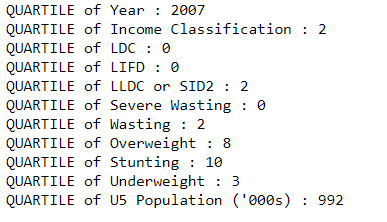 QUARTILE of Year : 2007
QUARTILE of Income Classification : 2
QUARTILE of LDC : 0
QUARTILE of LIFD : 0
QUARTILE of LLDC or SID2 : 2
QUARTILE of Severe Wasting : 0
QUARTILE of Wasting : 2
QUARTILE of Overweight : 8
QUARTILE of Stunting : 10
QUARTILE of Underweight : 3
QUARTILE of U5 Population ('000s) : 992